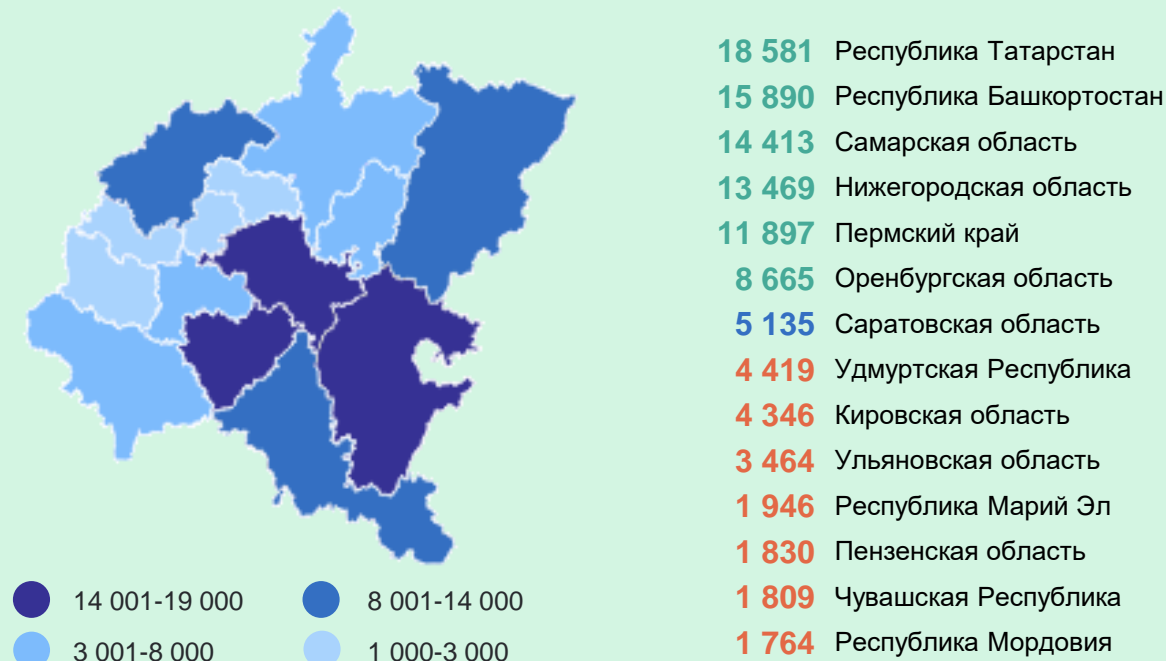 18 581 Республика Татарстан
15 890 Республика Башкортостан
14 413 Самарская область
13 469 Нижегородская область
11 897 Пермский край
8 665 Оренбургская область
5 135 Саратовская область
4 419 Удмуртская Республика
4 346 Кировская область
3 464 Ульяновская область
1 946 Республика Марий Эл
1 830 Пензенская область
1 809 Чувашская Республика
1 764 Республика Мордовия
14 001-19 000 8 001-14 000
3 001-8 000 1 000-3 000